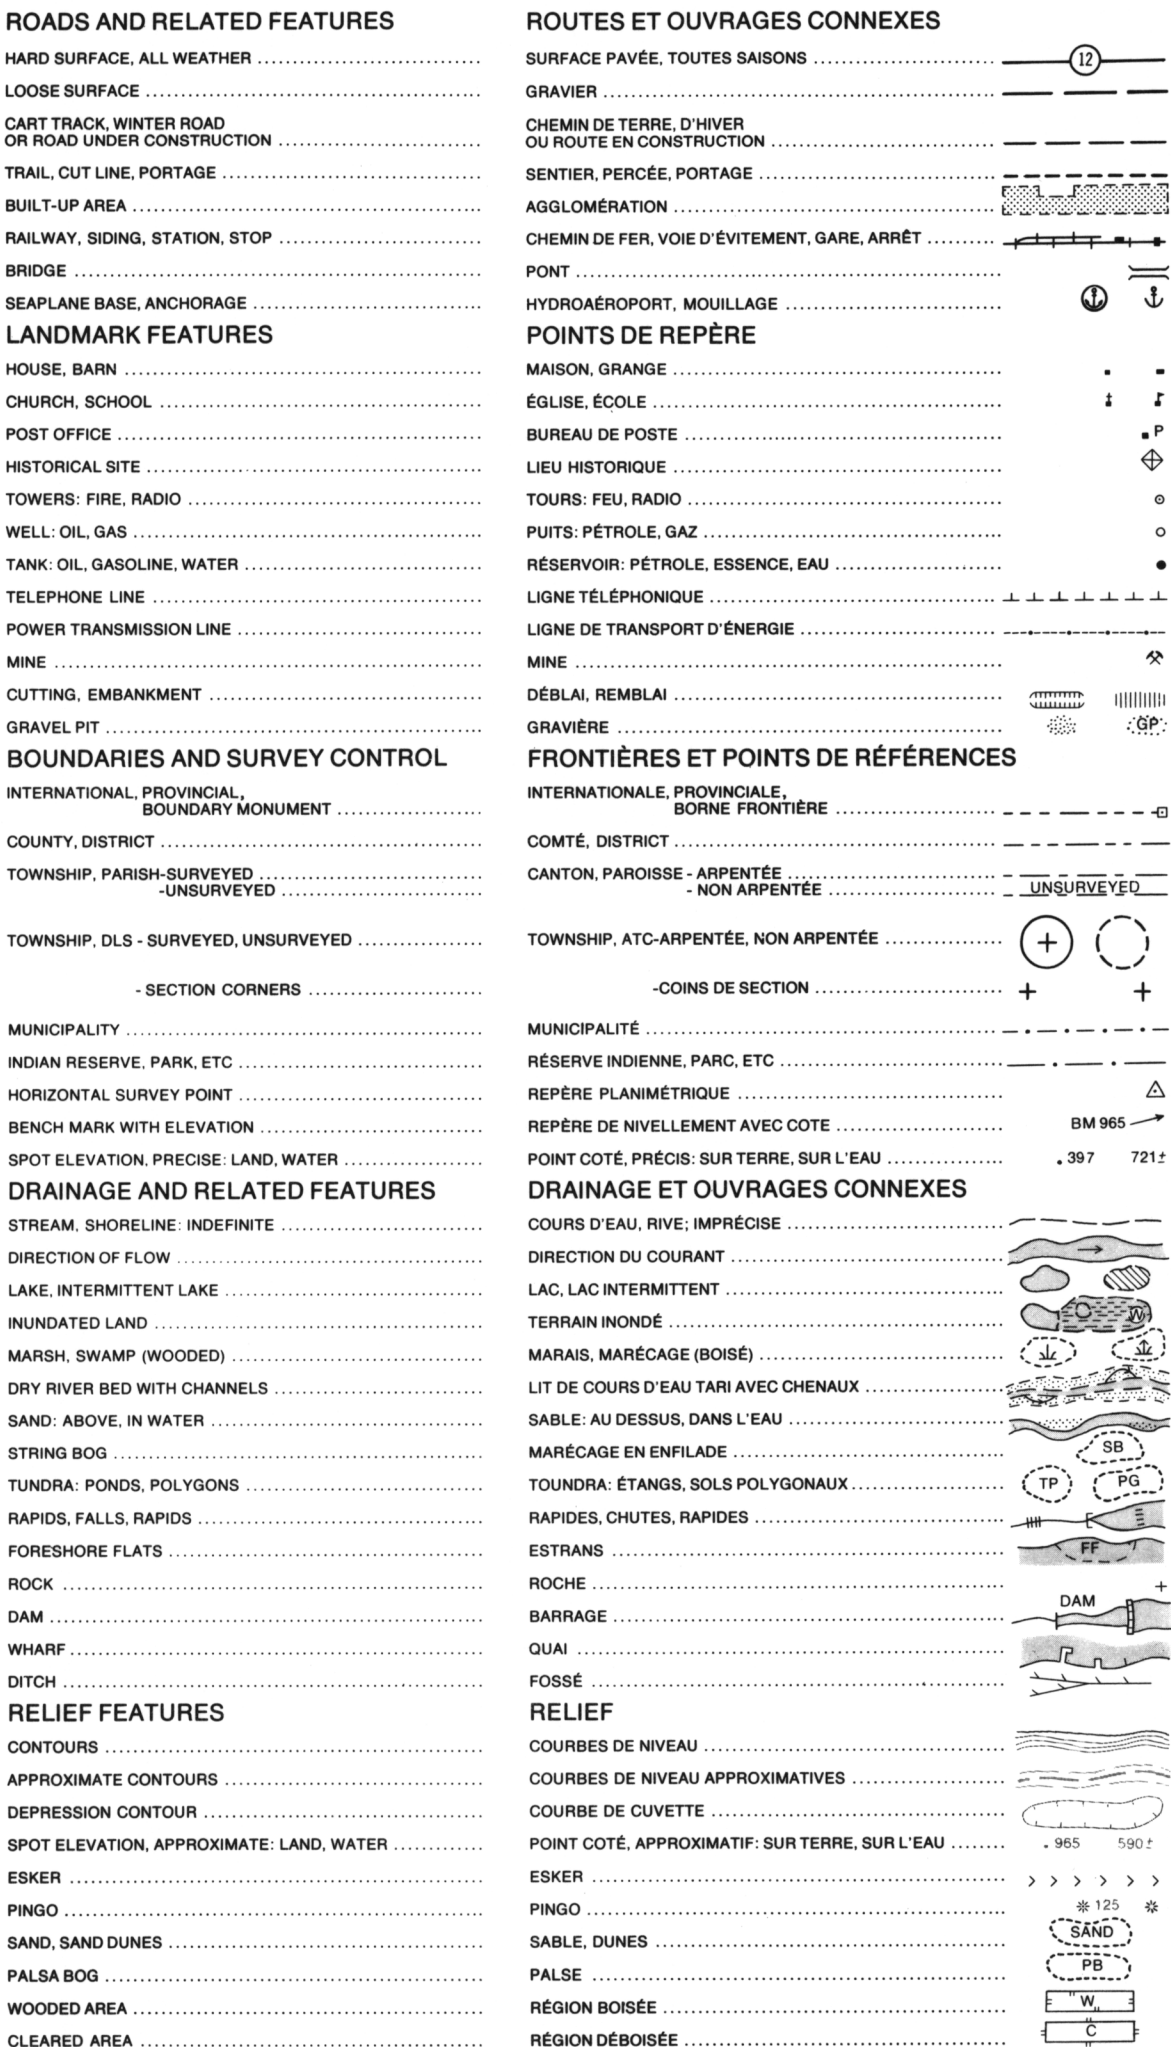 ROADS AND RELATED FEATURES
ROUTES ET OUVRAGES CONNEXES
HARD SURFACE, ALL WEATHER
SURFACE PAVÉE, TOUTES SAISONS
12
LOOSE SURFACE
GRAVIER
CART TRACK, WINTER ROAD
OR ROAD UNDER CONSTRUCTION
CHEMIN DE TERRE, D'HIVER
OU ROUTE EN CONSTRUCTION
TRAIL, CUT LINE, PORTAGE
SENTIER, PERCÉE, PORTAGE
BUILT-UP AREA
AGGLOMÉRATION
RAILWAY, SIDING, STATION, STOP
CHEMIN DE FER, VOIE D'ÉVITEMENT, GARE, ARRÊT
BRIDGE
PONT
SEAPLANE BASE, ANCHORAGE
HYDROAÉROPORT, MOUILLAGE
LANDMARK FEATURES
POINTS DE REPÈRE
HOUSE, BARN
MAISON, GRANGE
CHURCH, SCHOOL
ÉGLISE, ÉCOLE
POST OFFICE
BUREAU DE POSTE
P
HISTORICAL SITE
LIEU HISTORIQUE
TOWERS: FIRE, RADIO
TOURS: FEU, RADIO
WELL: OIL, GAS
PUITS: PÉTROLE, GAZ
TANK: OIL, GASOLINE, WATER
RÉSERVOIR: PÉTROLE, ESSENCE, EAU
TELEPHONE LINE
LIGNE TÉLÉPHONIQUE
POWER TRANSMISSION LINE
LIGNE DE TRANSPORT D'ÉNERGIE
MINE
MINE
CUTTING, EMBANKMENT
DÉBLAI, REMBLAI
GRAVEL PIT
GRAVIÈRE
GP
BOUNDARIES AND SURVEY CONTROL
FRONTIÈRES ET POINTS DE RÉFÉRENCES
INTERNATIONAL, PROVINCIAL,
BOUNDARY MONUMENT
INTERNATIONALE, PROVINCIALE,
BORNE FRONTIÈRE
COUNTY, DISTRICT
COMTÉ, DISTRICT
TOWNSHIP, PARISH-SURVEYED
-UNSURVEYED
CANTON, PAROISSE - ARPENTÉE
- NON ARPENTÉE
UNSURVEYED
TOWNSHIP, DLS - SURVEYED, UNSURVEYED
TOWNSHIP, ATC-ARPENTÉE, NON ARPENTÉE
- SECTION CORNERS
-COINS DE SECTION
MUNICIPALITY
MUNICIPALITÉ
INDIAN RESERVE, PARK, ETC
RÉSERVE INDIENNE, PARC, ETC
HORIZONTAL SURVEY POINT
REPÈRE PLANIMÉTRIQUE
BENCH MARK WITH ELEVATION
REPÈRE DE NIVELLEMENT AVEC COTE
BM 965
SPOT ELEVATION, PRECISE: LAND, WATER
POINT COTÉ, PRÉCIS: SUR TERRE, SUR L'EAU
.397 721±
DRAINAGE AND RELATED FEATURES
DRAINAGE ET OUVRAGES CONNEXES
STREAM, SHORELINE: INDEFINITE
COURS D'EAU, RIVE; IMPRÉCISE
DIRECTION OF FLOW
DIRECTION DU COURANT
LAKE, INTERMITTENT LAKE
LAC, LAC INTERMITTENT
INUNDATED LAND
TERRAIN INONDÉ
W
MARSH, SWAMP (WOODED)
MARAIS, MARÉCAGE (BOISÉ)
DRY RIVER BED WITH CHANNELS
LIT DE COURS D'EAU TARI AVEC CHENAUX
SAND: ABOVE, IN WATER
SABLE: AU DESSUS, DANS L'EAU
STRING BOG
MARÉCAGE EN ENFILADE
SB
TUNDRA: PONDS, POLYGONS
TOUNDRA: ÉTANGS, SOLS POLYGONAUX
TP PG
RAPIDS, FALLS, RAPIDS
RAPIDES, CHUTES, RAPIDES
FORESHORE FLATS
ESTRANS
FF
ROCK
ROCHE
DAM
BARRAGE
DAM
WHARF
QUAI
DITCH
FOSSÉ
RELIEF FEATURES
RELIEF
CONTOURS
COURBES DE NIVEAU
APPROXIMATE CONTOURS
COURBES DE NIVEAU APPROXIMATIVES
DEPRESSION CONTOUR
COURBE DE CUVETTE
SPOT ELEVATION, APPROXIMATE: LAND, WATER
POINT COTÉ, APPROXIMATIF: SUR TERRE, SUR L'EAU
.965 590±
ESKER
ESKER
PINGO
PINGO
125
SAND, SAND DUNES
SABLE, DUNES
SAND
PALSA BOG
PALSE
PB
WOODED AREA
RÉGION BOISÉE
W
CLEARED AREA
RÉGION DÉBOISÉE
C